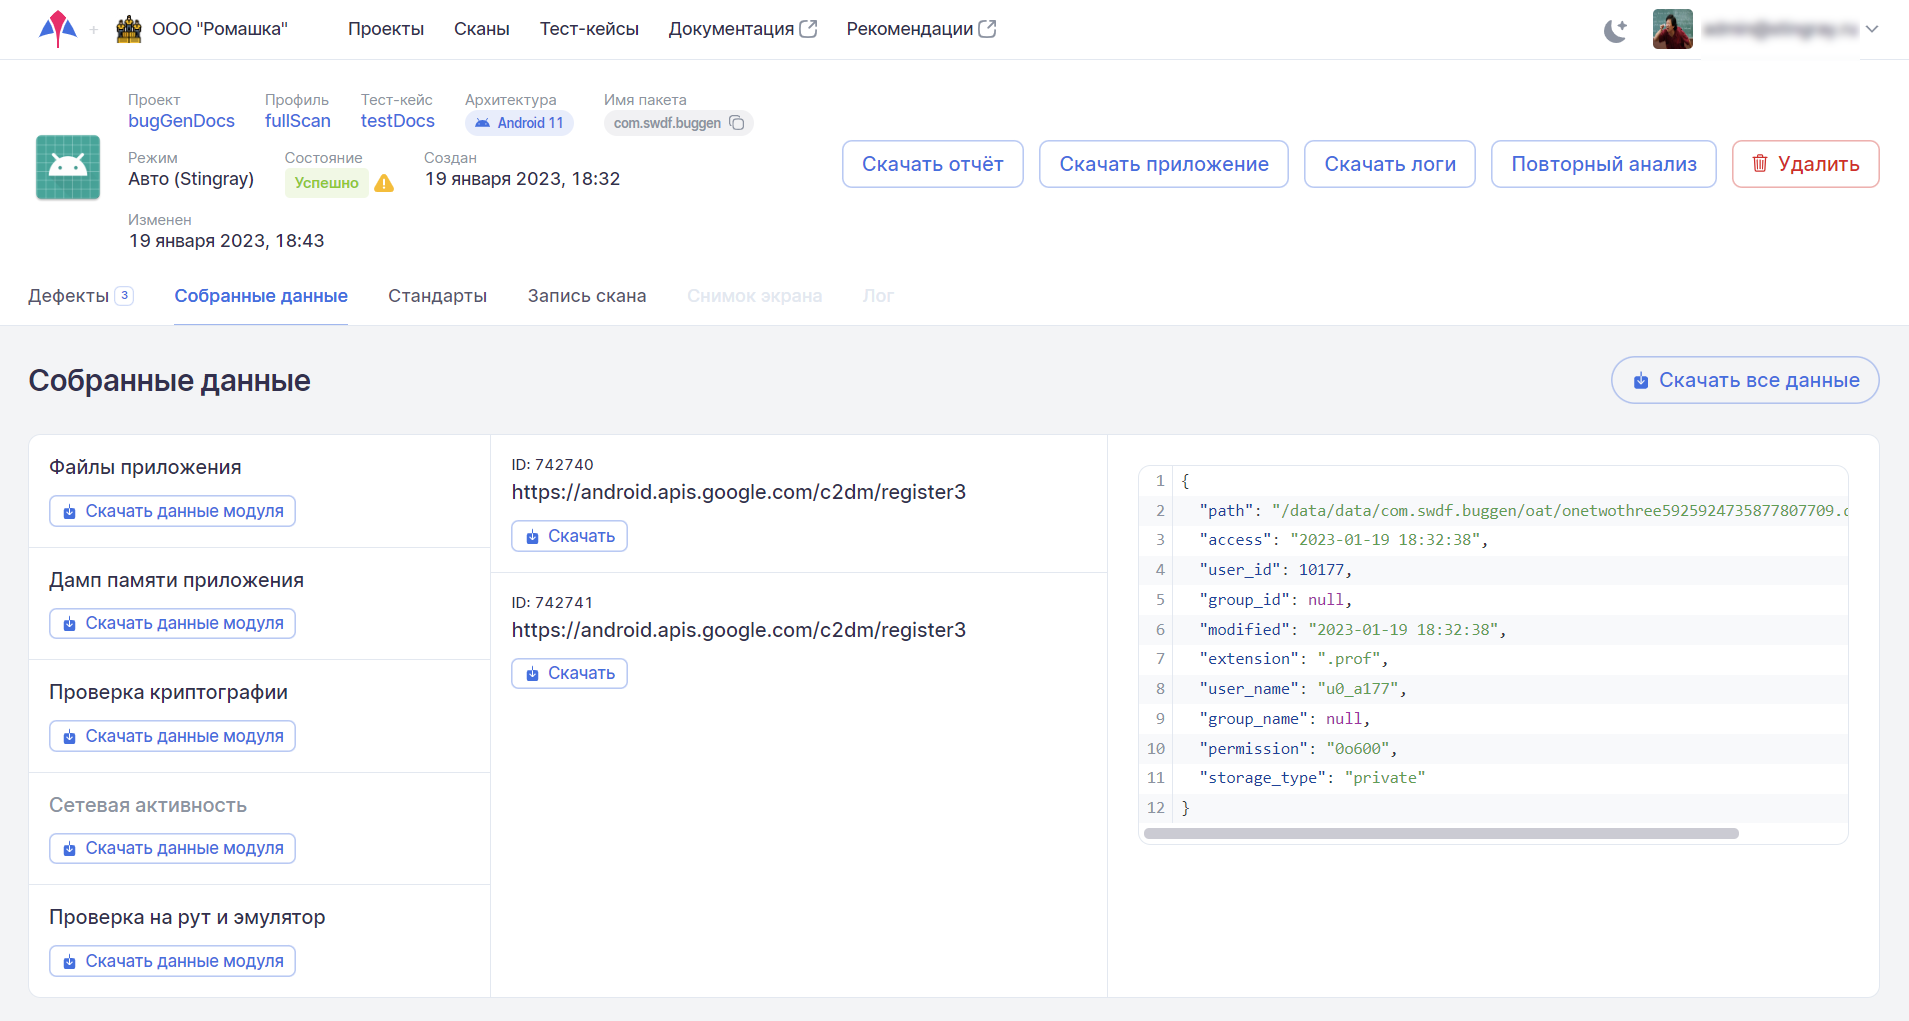 ООО "Ромашка" Проекты Сканы Тест-кейсы Документация Рекомендации
Проект Профиль Тест-кейс Архитектура Имя пакета
bugGenDocs fullScan testDocs Android 11 com.swdf.buggen
Режим Состояние Создан
Авто (Stingray) Успешно 19 января 2023, 18:32
Изменен
19 января 2023, 18:43
Скачать отчёт Скачать приложение Скачать логи Повторный анализ Удалить
Дефекты 3 Собранные данные Стандарты Запись скана Снимок экрана Лог
Собранные данные Скачать все данные
Файлы приложения
Скачать данные модуля
Дамп памяти приложения
Скачать данные модуля
Проверка криптографии
Скачать данные модуля
Сетевая активность
Скачать данные модуля
Проверка на рут и эмулятор
Скачать данные модуля
ID: 742740
https://android.apis.google.com/c2dm/register3
Скачать
ID: 742741
https://android.apis.google.com/c2dm/register3
Скачать
1 {
2 "path": "/data/data/com.swdf.buggen/oat/onetwothree5925924735877807709.
3 "access": "2023-01-19 18:32:38",
4 "user_id": 10177,
5 "group_id": null,
6 "modified": "2023-01-19 18:32:38",
7 "extension": ".prof",
8 "user_name": "u0_a177",
9 "group_name": null,
10 "permission": "0o600",
11 "storage_type": "private"
12 }